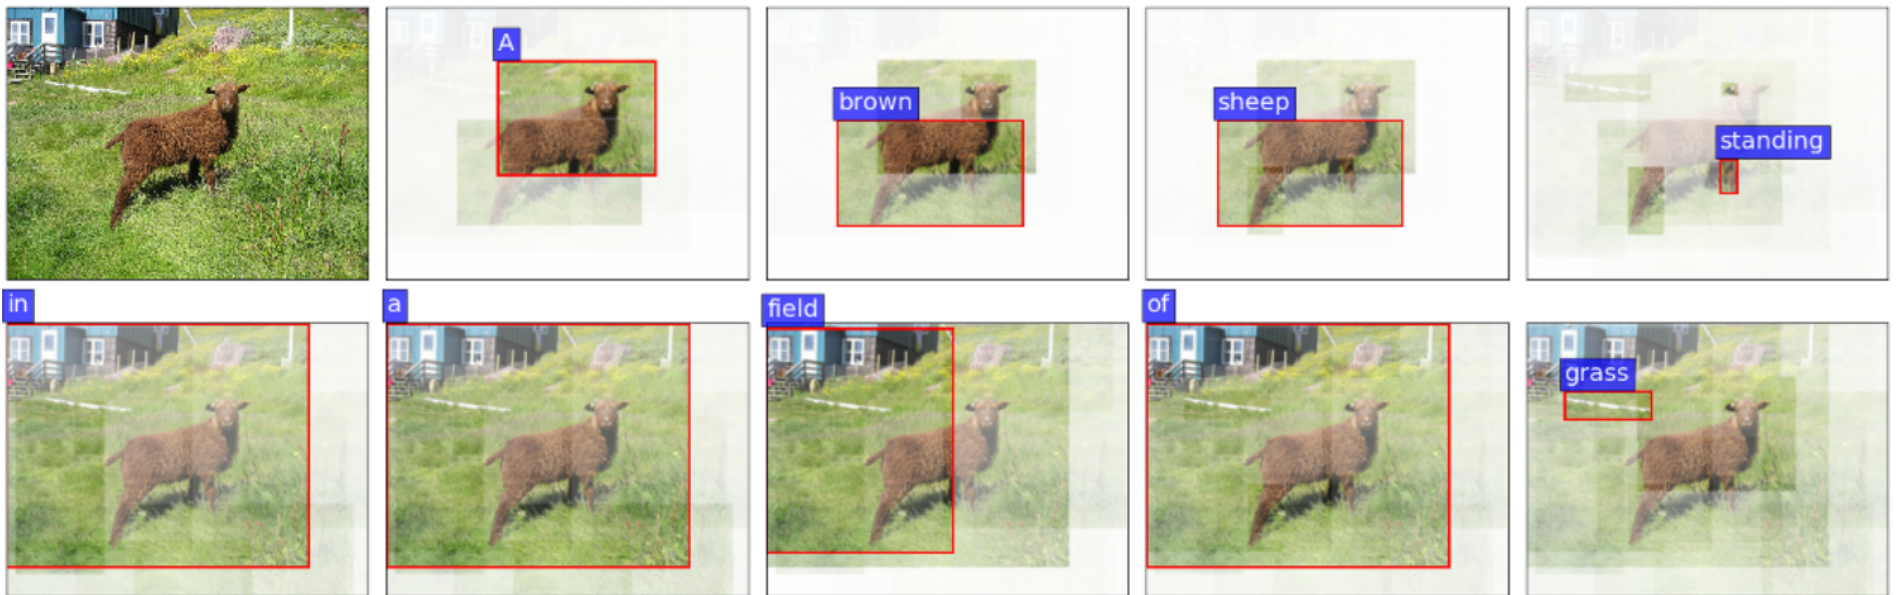 A
brown
sheep
standing
in
a
field
of
grass